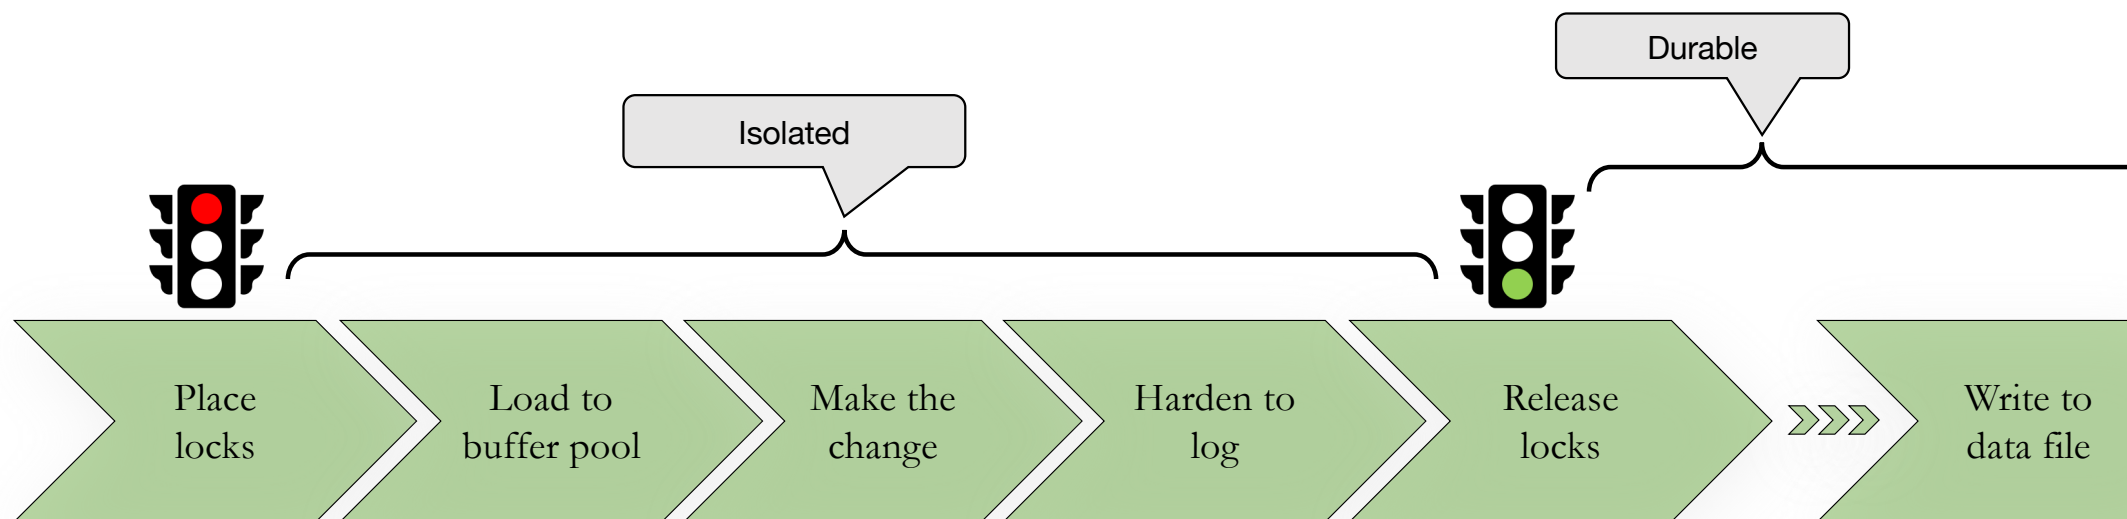 Durable
Isolated
Place
locks
Load to
buffer pool
Make the
change
Harden to
log
Release
locks
Write to
data file